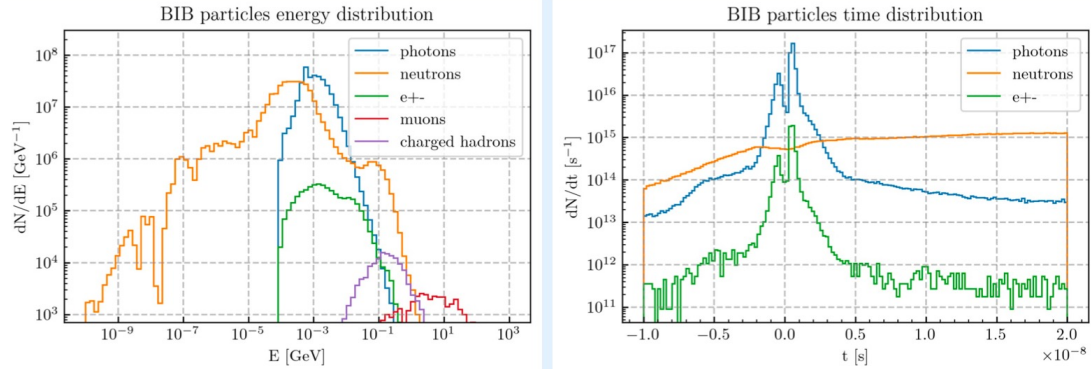 BIB particles energy distribution
10⁸
10⁷
10⁶
10⁵
10⁴
10³
dN/dE [GeV⁻¹]
photons
neutrons
e+-
muons
charged hadrons
10⁻⁹ 10⁻⁷ 10⁻⁵ 10⁻³ 10⁻¹ 10¹ 10³
E [GeV]
BIB particles time distribution
10¹⁷
10¹⁶
10¹⁵
10¹⁴
10¹³
10¹²
10¹¹
dN/dt [s⁻¹]
photons
neutrons
e+-
−1.0 −0.5 0.0 0.5 1.0 1.5 2.0
×10⁻⁸
t [s]